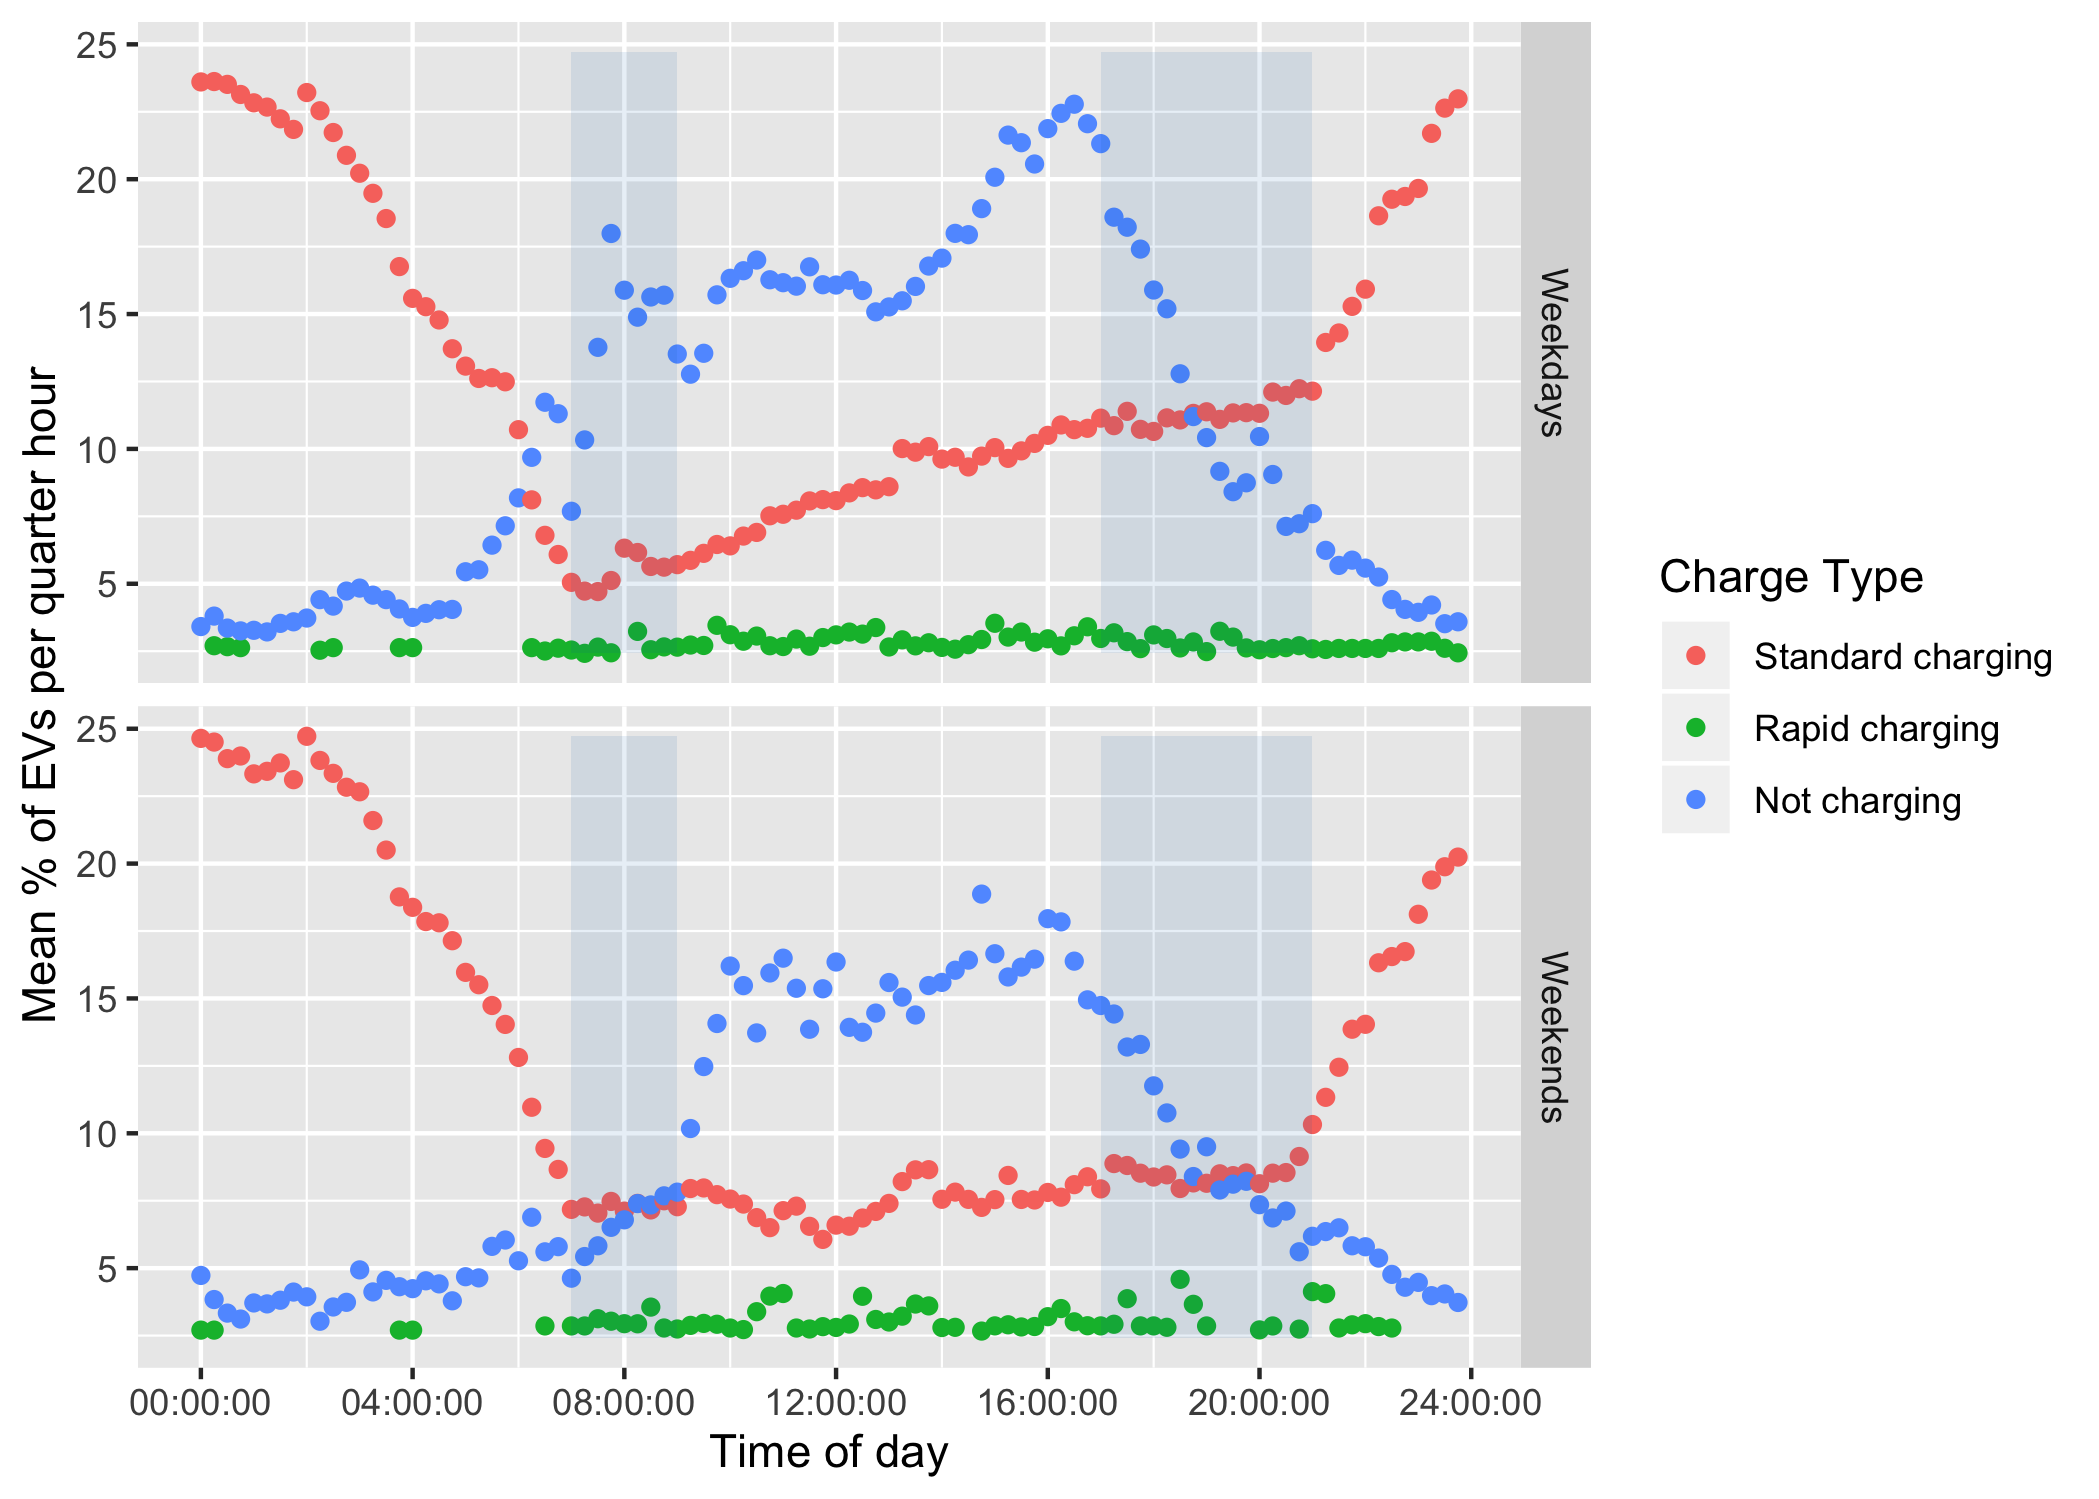 Mean % of EVs per quarter hour
25
20
15
10
5
Weekdays
25
20
15
10
5
Weekends
00:00:00 04:00:00 08:00:00 12:00:00 16:00:00 20:00:00 24:00:00
Time of day
Charge Type
Standard charging
Rapid charging
Not charging